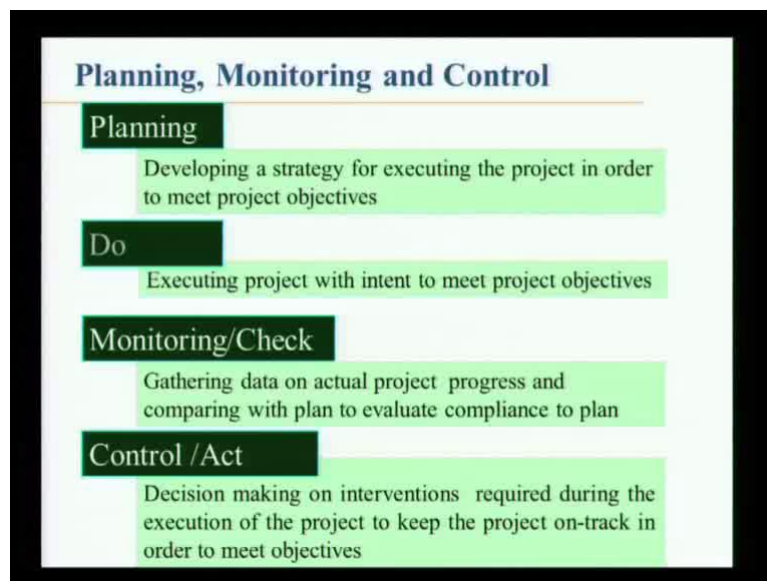 Planning, Monitoring and Control
Planning
Developing a strategy for executing the project in order
to meet project objectives
Do
Executing project with intent to meet project objectives
Monitoring/Check
Gathering data on actual project progress and
comparing with plan to evaluate compliance to plan
Control /Act
Decision making on interventions required during the
execution of the project to keep the project on-track in
order to meet objectives